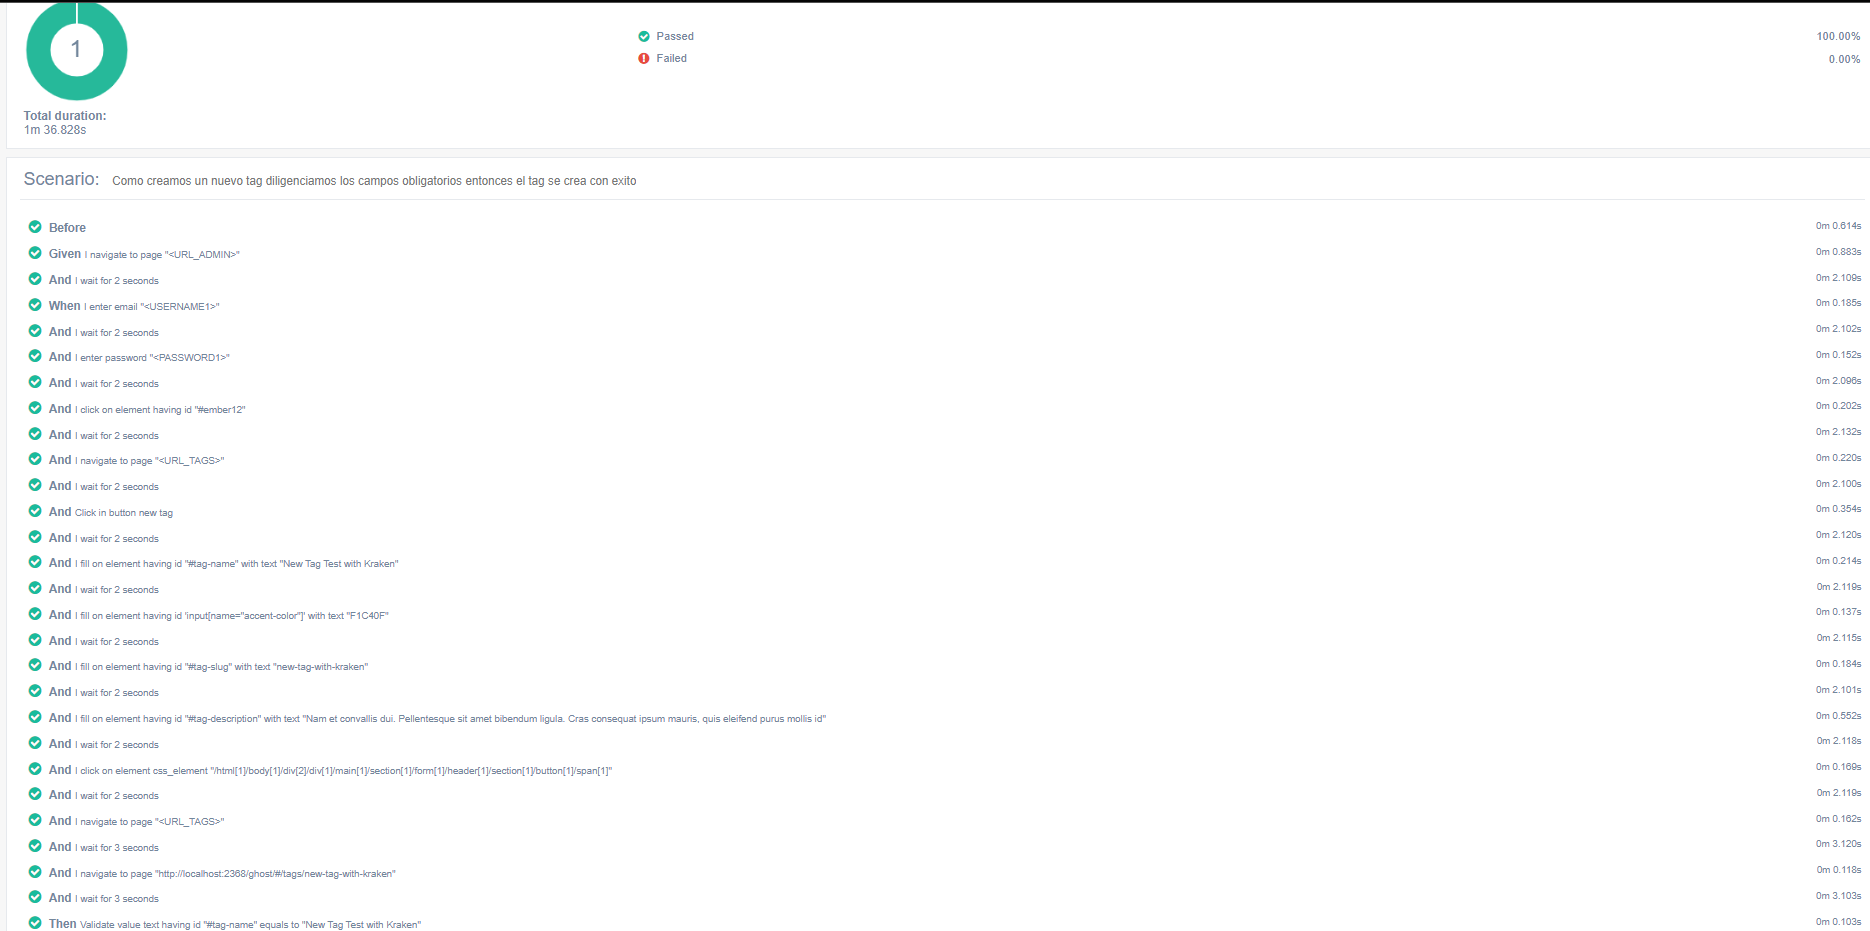 1
Passed 100.00%
Failed 0.00%
Total duration:
1m 36.828s
Scenario: Como creamos un nuevo tag diligenciamos los campos obligatorios entonces el tag se crea con exito
Before 0m 0.614s
Given I navigate to page "<URL_ADMIN>" 0m 0.883s
And I wait for 2 seconds 0m 2.109s
When I enter email "<USERNAME1>" 0m 0.185s
And I wait for 2 seconds 0m 2.102s
And I enter password "<PASSWORD1>" 0m 0.152s
And I wait for 2 seconds 0m 2.096s
And I click on element having id "#ember12" 0m 0.202s
And I wait for 2 seconds 0m 2.132s
And I navigate to page "<URL_TAGS>" 0m 0.220s
And I wait for 2 seconds 0m 2.100s
And Click in button new tag 0m 0.354s
And I wait for 2 seconds 0m 2.120s
And I fill on element having id "#tag-name" with text "New Tag Test with Kraken" 0m 0.214s
And I wait for 2 seconds 0m 2.119s
And I fill on element having id 'input[name="accent-color"]' with text "F1C40F" 0m 0.137s
And I wait for 2 seconds 0m 2.115s
And I fill on element having id "#tag-slug" with text "new-tag-with-kraken" 0m 0.184s
And I wait for 2 seconds 0m 2.101s
And I fill on element having id "#tag-description" with text "Nam et convallis dui. Pellentesque sit amet bibendum ligula. Cras consequat ipsum mauris, quis eleifend purus mollis id" 0m 0.552s
And I wait for 2 seconds 0m 2.118s
And I click on element css_element "/html[1]/body[1]/div[2]/div[1]/main[1]/section[1]/form[1]/header[1]/section[1]/button[1]/span[1]" 0m 0.169s
And I wait for 2 seconds 0m 2.119s
And I navigate to page "<URL_TAGS>" 0m 0.162s
And I wait for 3 seconds 0m 3.120s
And I navigate to page "http://localhost:2368/ghost/#/tags/new-tag-with-kraken" 0m 0.118s
And I wait for 3 seconds 0m 3.103s
Then Validate value text having id "#tag-name" equals to "New Tag Test with Kraken" 0m 0.103s